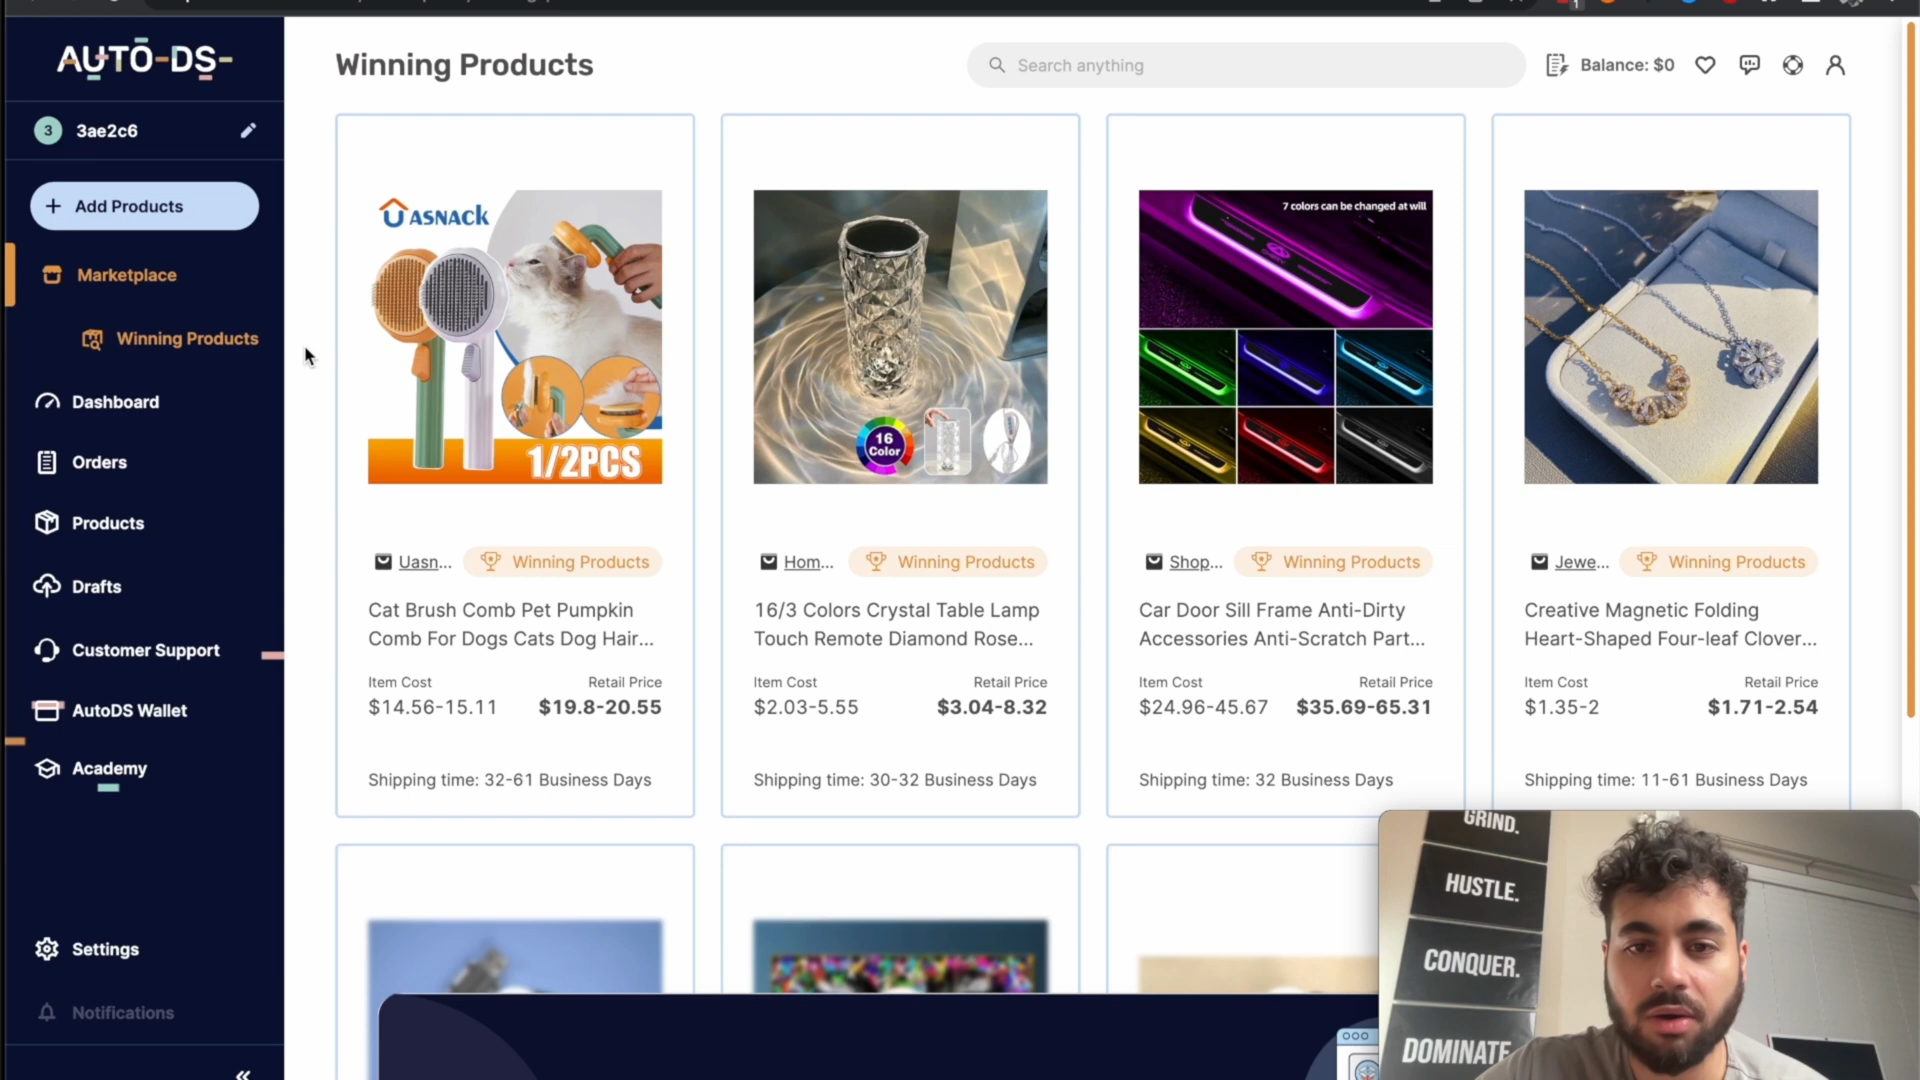 AUTO-DS
Winning Products
Search anything
Balance: $0
3
3ae2c6
Add Products
Marketplace
Winning Products
Dashboard
Orders
Products
Drafts
Customer Support
AutoDS Wallet
Academy
Settings
Notifications
UASNACK
1/2PCS
Uasn...
Winning Products
Cat Brush Comb Pet Pumpkin
Comb For Dogs Cats Dog Hair...
Item Cost
Retail Price
$14.56-15.11
$19.8-20.55
Shipping time: 32-61 Business Days
16
Color
Hom...
Winning Products
16/3 Colors Crystal Table Lamp
Touch Remote Diamond Rose...
Item Cost
Retail Price
$2.03-5.55
$3.04-8.32
Shipping time: 30-32 Business Days
7 colors can be changed at will
Shop...
Winning Products
Car Door Sill Frame Anti-Dirty
Accessories Anti-Scratch Part...
Item Cost
Retail Price
$24.96-45.67
$35.69-65.31
Shipping time: 32 Business Days
Jewe...
Winning Products
Creative Magnetic Folding
Heart-Shaped Four-leaf Clover...
Item Cost
Retail Price
$1.35-2
$1.71-2.54
Shipping time: 11-61 Business Days
GRIND.
HUSTLE.
CONQUER.
DOMINATE